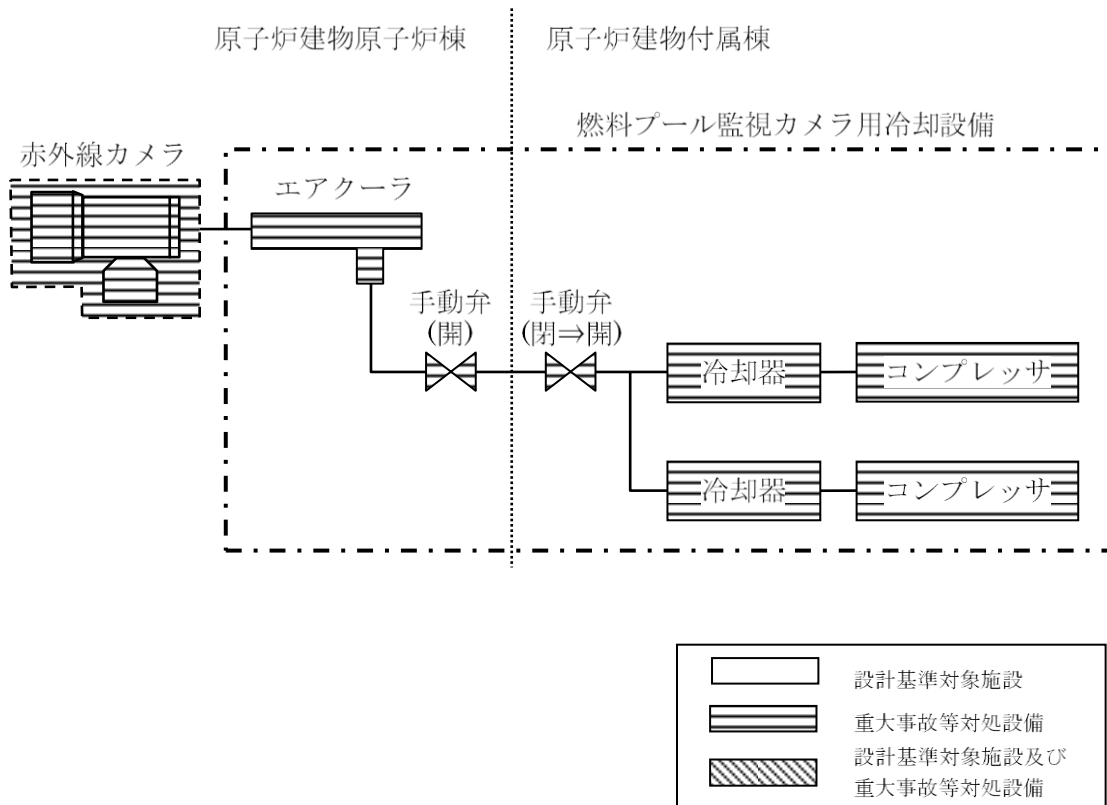 原子炉建物原子炉棟
原子炉建物付属棟
燃料プール監視カメラ用冷却設備
赤外線カメラ
エアクーラ
手動弁
(開)
手動弁
(閉⇒開)
冷却器
コンプレッサ
冷却器
コンプレッサ
設計基準対象施設
重大事故等対処設備
設計基準対象施設及び
重大事故等対処設備